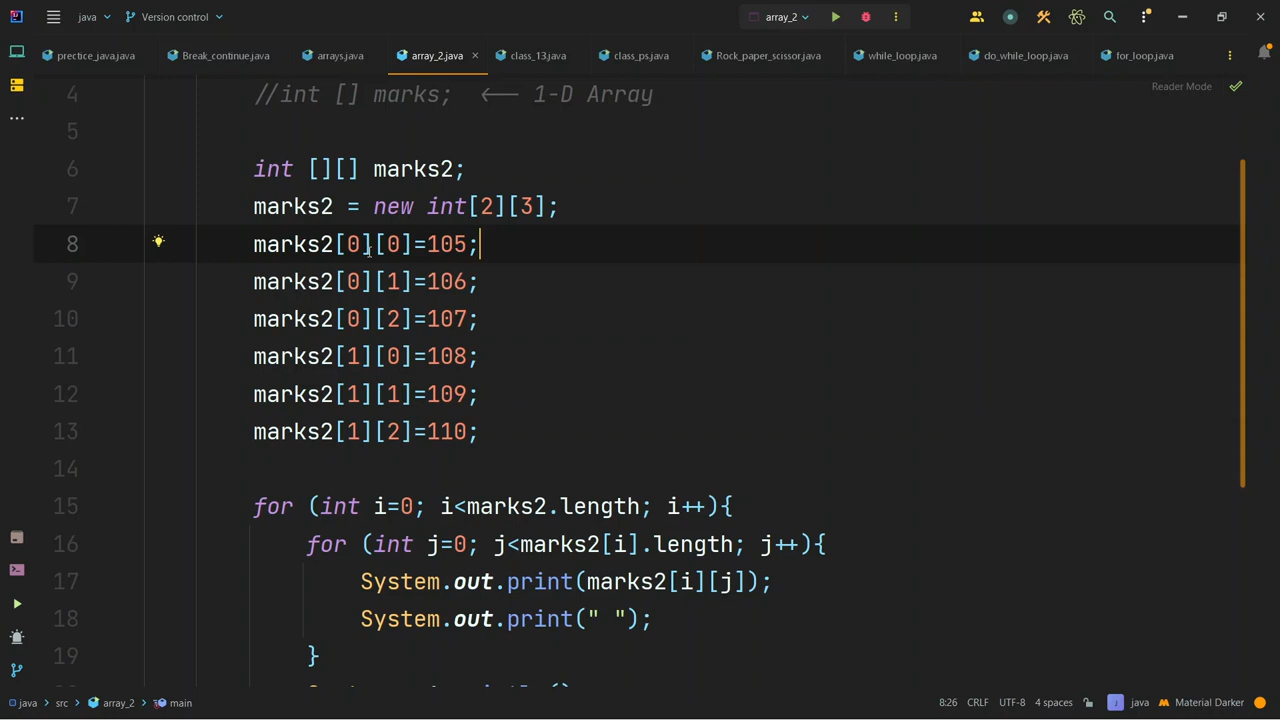 java Version control array_2
prectice_java.java Break_continue.java arrays.java array_2.java class_13.java class_ps.java Rock_paper_scissor.java while_loop.java do_while_loop.java for_loop.java
Reader Mode
4 //int [] marks; <-- 1-D Array
5
6 int [][] marks2;
7 marks2 = new int[2][3];
8 marks2[0][0]=105;
9 marks2[0][1]=106;
10 marks2[0][2]=107;
11 marks2[1][0]=108;
12 marks2[1][1]=109;
13 marks2[1][2]=110;
14
15 for (int i=0; i<marks2.length; i++){
16 for (int j=0; j<marks2[i].length; j++){
17 System.out.print(marks2[i][j]);
18 System.out.print(" ");
19 }
java > src > array_2 > main 8:26 CRLF UTF-8 4 spaces java Material Darker